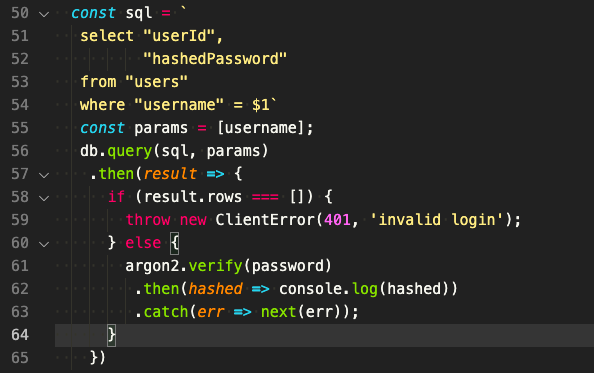 50 const sql = `
51 select "userId",
52 "hashedPassword"
53 from "users"
54 where "username" = $1`
55 const params = [username];
56 db.query(sql, params)
57 .then(result => {
58 if (result.rows === []) {
59 throw new ClientError(401, 'invalid login');
60 } else {
61 argon2.verify(password)
62 .then(hashed => console.log(hashed))
63 .catch(err => next(err));
64 }
65 })